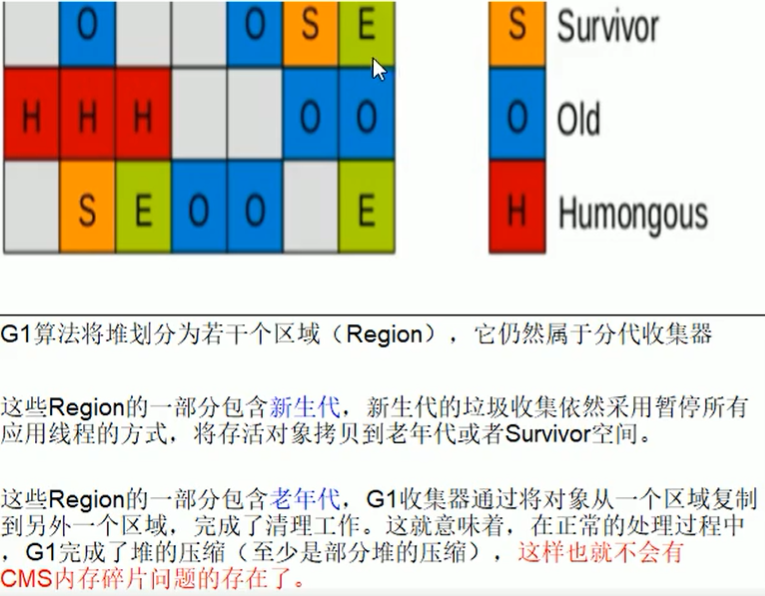 O O S E S Survivor
H H H O O O Old
S E O O E H Humongous
G1算法将堆划分为若干个区域（Region），它仍然属于分代收集器
这些Region的一部分包含新生代，新生代的垃圾收集依然采用暂停所有
应用线程的方式，将存活对象拷贝到老年代或者Survivor空间。
这些Region的一部分包含老年代，G1收集器通过将对象从一个区域复制
到另外一个区域，完成了清理工作。这就意味着，在正常的处理过程中
，G1完成了堆的压缩（至少是部分堆的压缩），这样也就不会有
CMS内存碎片问题的存在了。